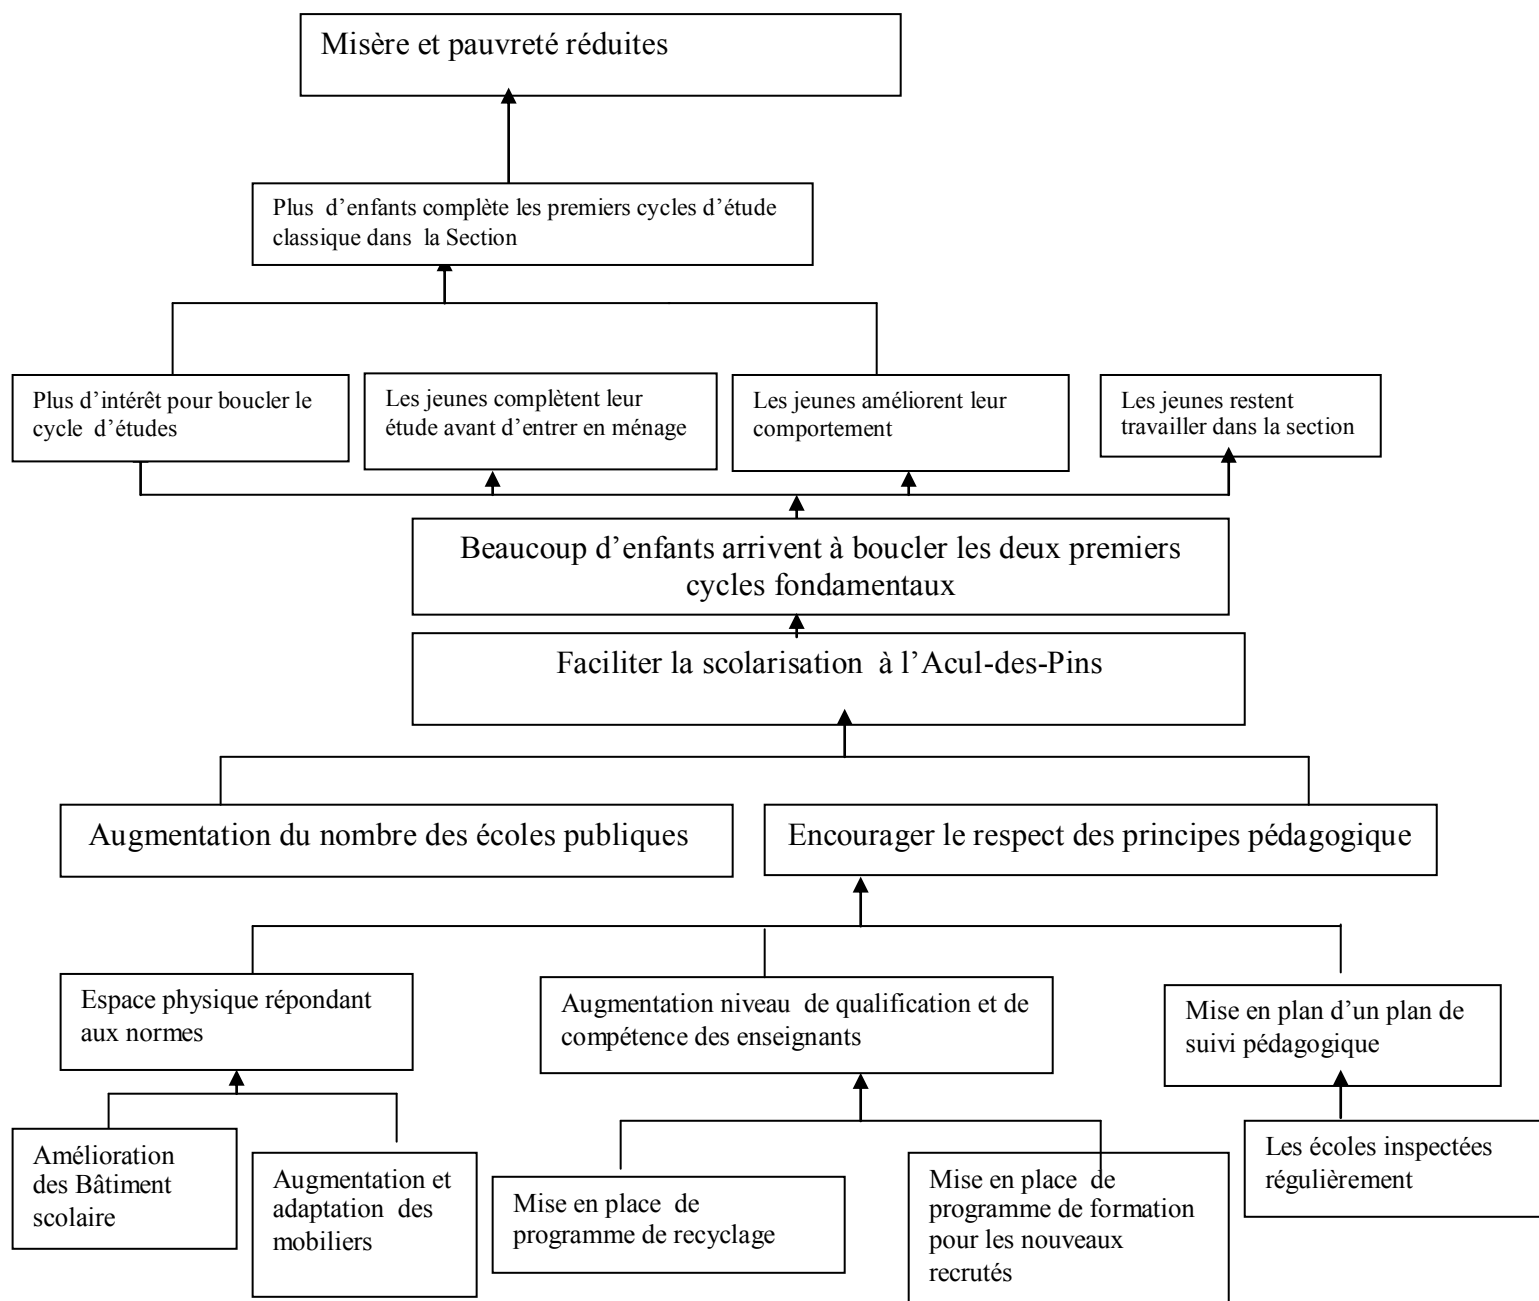 Misère et pauvreté réduites
Plus d’enfants complète les premiers cycles d’étude
classique dans la Section
Plus d’intérêt pour boucler le
cycle d’études
Les jeunes complètent leur
étude avant d’entrer en ménage
Les jeunes améliorent leur
comportement
Les jeunes restent
travailler dans la section
Beaucoup d’enfants arrivent à boucler les deux premiers
cycles fondamentaux
Faciliter la scolarisation à l’Acul-des-Pins
Augmentation du nombre des écoles publiques
Encourager le respect des principes pédagogique
Espace physique répondant
aux normes
Augmentation niveau de qualification et de
compétence des enseignants
Mise en plan d’un plan de
suivi pédagogique
Amélioration
des Bâtiment
scolaire
Augmentation et
adaptation des
mobiliers
Mise en place de
programme de recyclage
Mise en place de
programme de formation
pour les nouveaux
recrutés
Les écoles inspectées
régulièrement